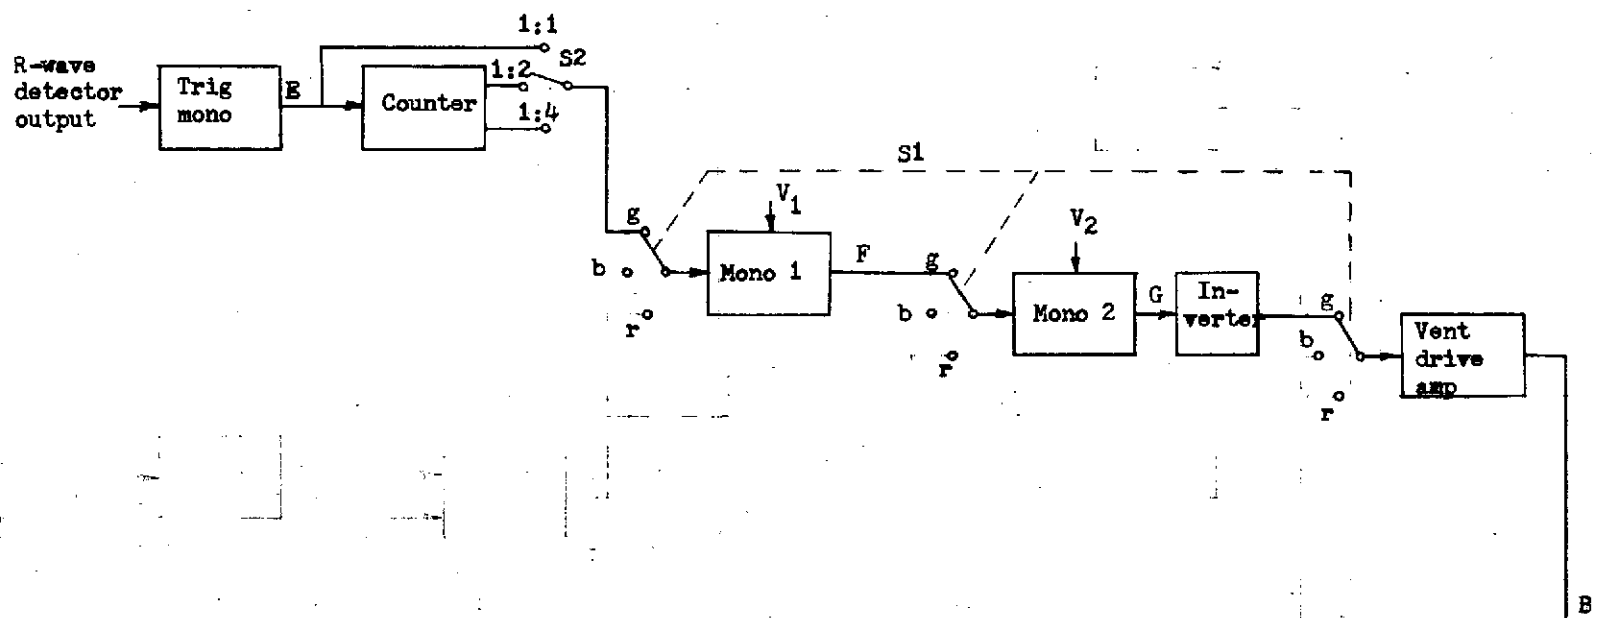 1:1
S2
R-wave
detector
output
Trig
mono
E
Counter
1:2
1:4
S1
g
b
r
V1
Mono 1
F
g
b
r
V2
Mono 2
G
In-
verter
g
b
r
Vent
drive
amp
B